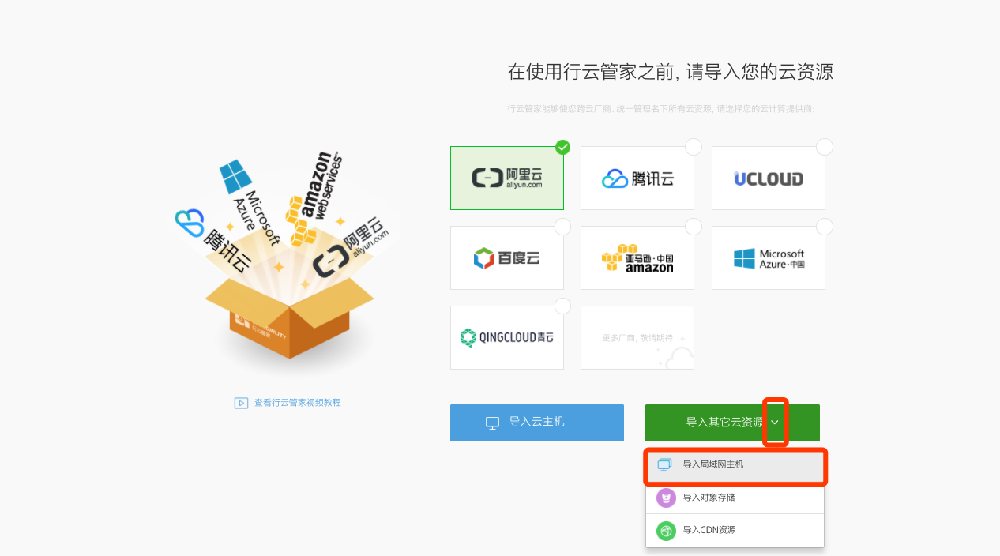 在使用行云管家之前, 请导入您的云资源
行云管家能够使您跨云厂商、统一管理名下所有云资源, 请选择您的云计算提供商.
amazon
web services™
Microsoft
Azure
阿里云
aliyun.com
腾讯云
行云管家
查看行云管家视频教程
阿里云
aliyun.com
腾讯云
UCLOUD
百度云
亚马逊·中国
amazon
Microsoft
Azure·中国
QINGCLOUD青云
更多厂商, 敬请期待
导入云主机
导入其它云资源
导入局域网主机
导入对象存储
导入CDN资源